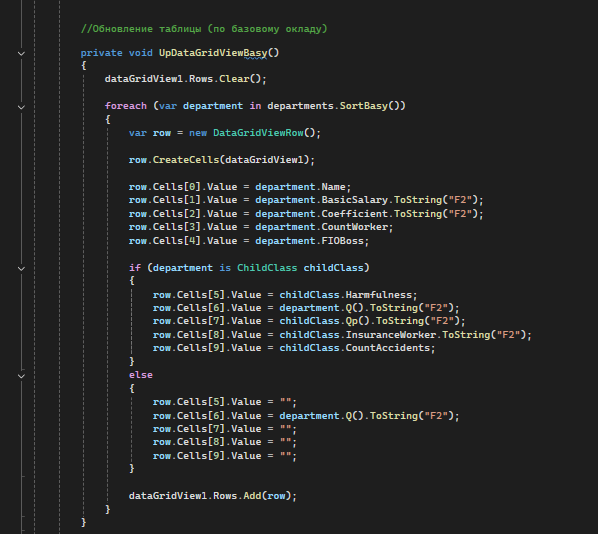 //Обновление таблицы (по базовому окладу)
private void UpDataGridViewBasy()
{
dataGridView1.Rows.Clear();
foreach (var department in departments.SortBasy())
{
var row = new DataGridViewRow();
row.CreateCells(dataGridView1);
row.Cells[0].Value = department.Name;
row.Cells[1].Value = department.BasicSalary.ToString("F2");
row.Cells[2].Value = department.Coefficient.ToString("F2");
row.Cells[3].Value = department.CountWorker;
row.Cells[4].Value = department.FIOBoss;
if (department is ChildClass childClass)
{
row.Cells[5].Value = childClass.Harmfulness;
row.Cells[6].Value = department.Q().ToString("F2");
row.Cells[7].Value = childClass.Qp().ToString("F2");
row.Cells[8].Value = childClass.InsuranceWorker.ToString("F2");
row.Cells[9].Value = childClass.CountAccidents;
}
else
{
row.Cells[5].Value = "";
row.Cells[6].Value = department.Q().ToString("F2");
row.Cells[7].Value = "";
row.Cells[8].Value = "";
row.Cells[9].Value = "";
}
dataGridView1.Rows.Add(row);
}
}